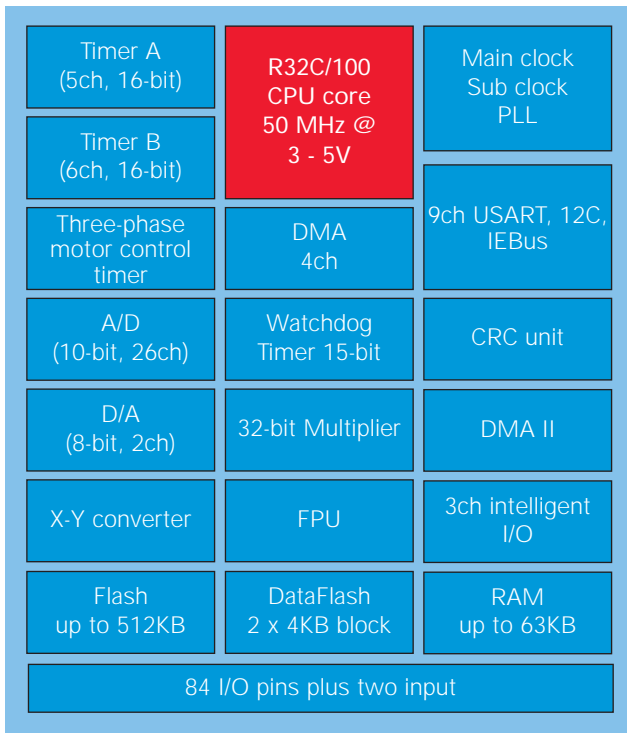 Timer A
(5ch, 16-bit)
R32C/100
CPU core
50 MHz @
3 - 5V
Main clock
Sub clock
PLL
Timer B
(6ch, 16-bit)
Three-phase
motor control
timer
DMA
4ch
9ch USART, 12C,
IEBus
A/D
(10-bit, 26ch)
Watchdog
Timer 15-bit
CRC unit
D/A
(8-bit, 2ch)
32-bit Multiplier
DMA II
X-Y converter
FPU
3ch intelligent
I/O
Flash
up to 512KB
DataFlash
2 x 4KB block
RAM
up to 63KB
84 I/O pins plus two input